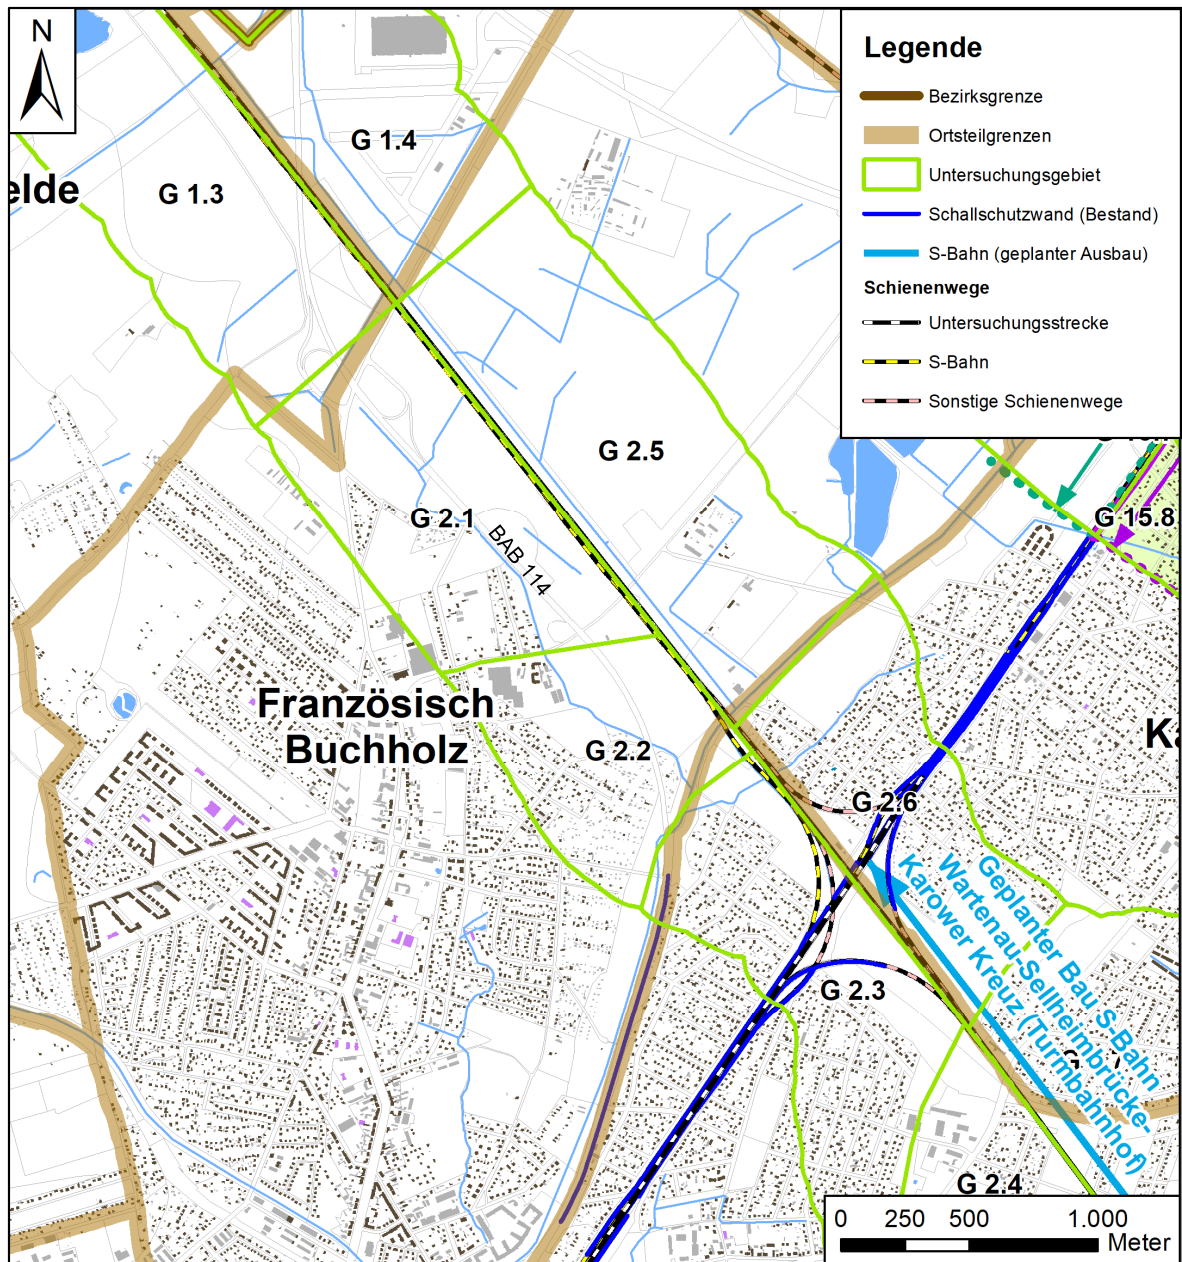 N
Legende
Bezirksgrenze
Ortsteilgrenzen
Untersuchungsgebiet
Schallschutzwand (Bestand)
S-Bahn (geplanter Ausbau)
Schienenwege
Untersuchungsstrecke
S-Bahn
Sonstige Schienenwege
G 1.4
G 1.3
elde
G 2.5
G 2.1
BAB 114
G 15.8
Französisch
Buchholz
G 2.2
Ka
G 2.6
Geplanter Bau S-Bahn
Wartenau-Sellheimbrücke-
Karower Kreuz (Turmbahnhof)
G 2.3
G 2.4
0 250 500 1.000
Meter